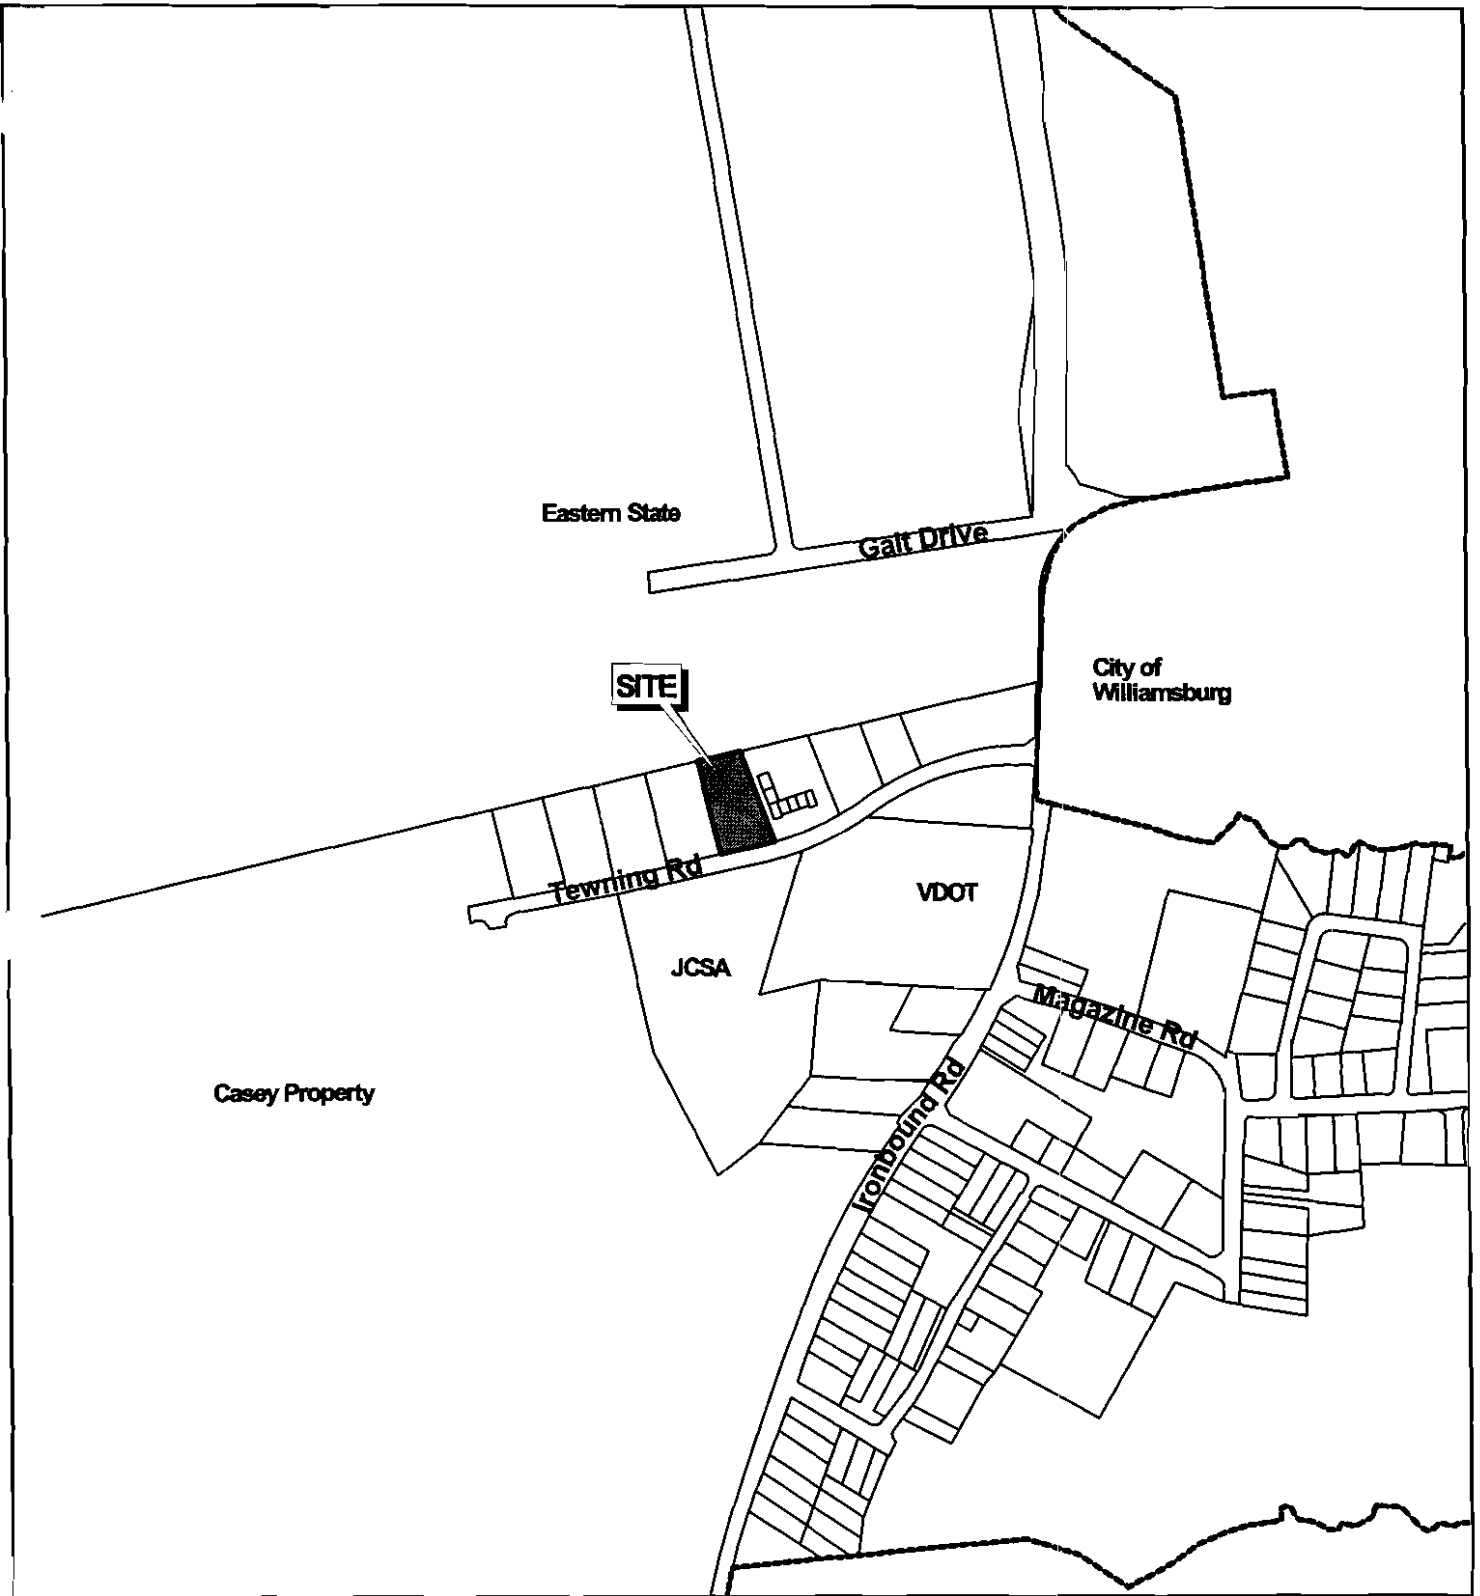 Eastern State
Galt Drive
SITE
City of
Williamsburg
Tewning Rd
VDOT
JCSA
Magazine Rd
Casey Property
Ironbound Rd